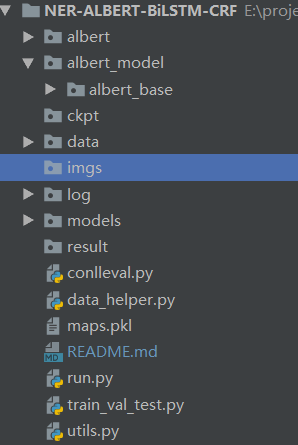 NER-ALBERT-BiLSTM-CRF E:\proje
albert
albert_model
albert_base
ckpt
data
imgs
log
models
result
conlleval.py
data_helper.py
maps.pkl
MD README.md
run.py
train_val_test.py
utils.py